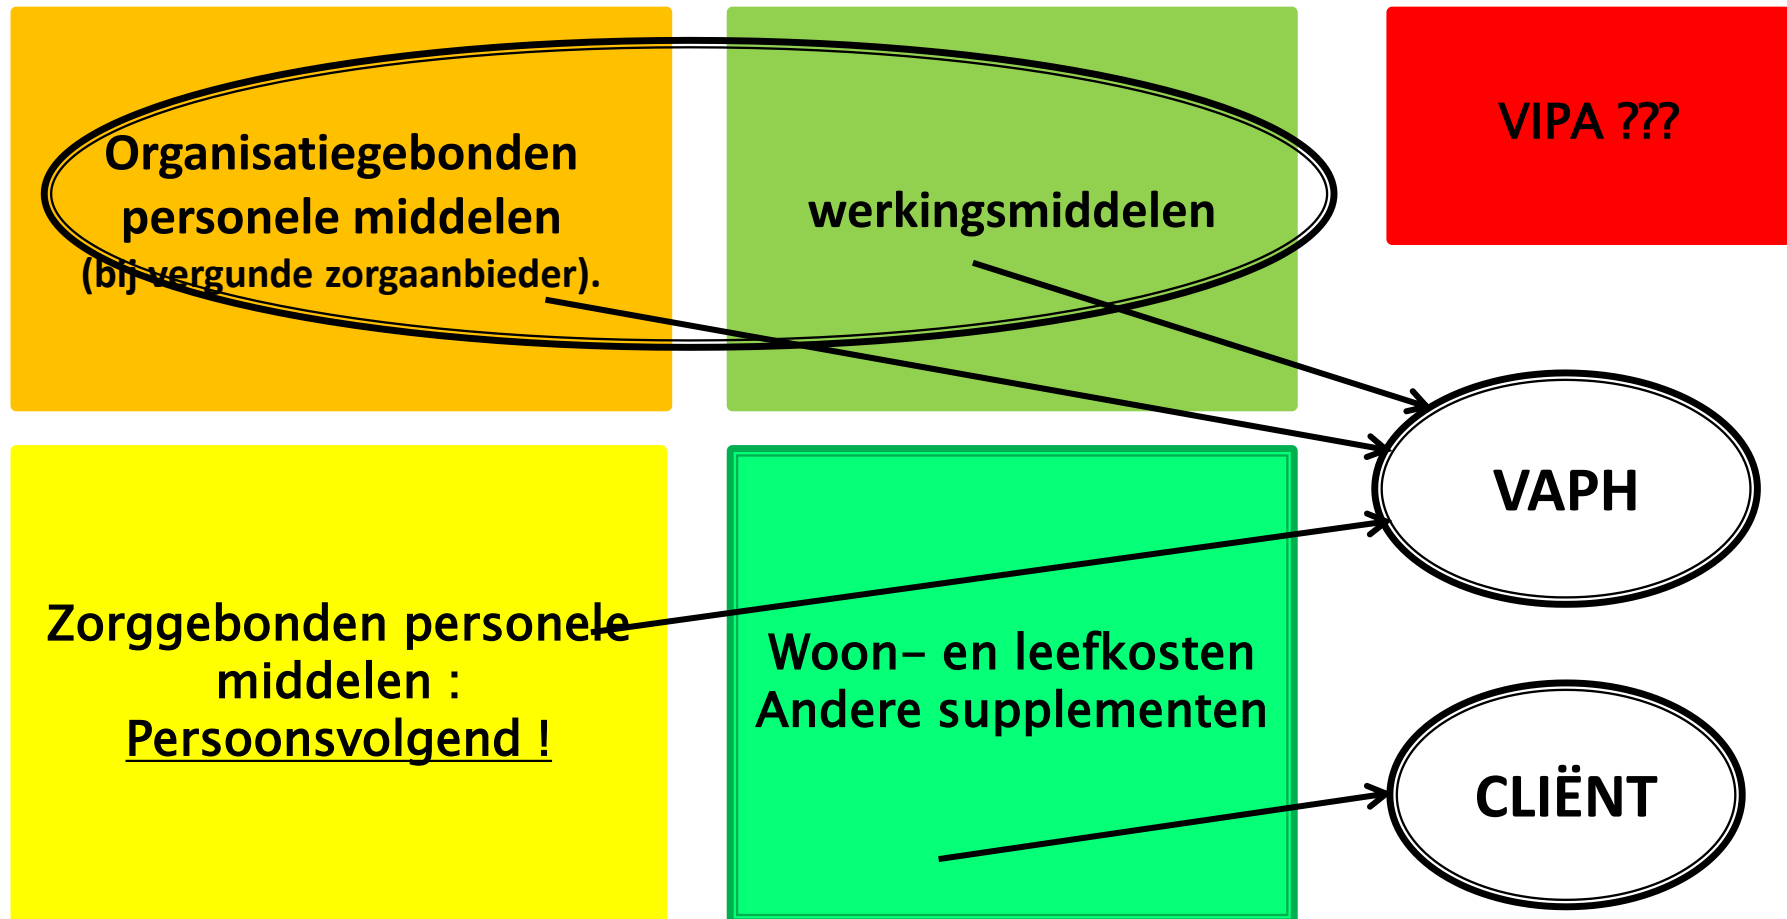 Organisatiegebonden
personele middelen
(bij vergunde zorgaanbieder).
werkingsmiddelen
VIPA ???
VAPH
Zorggebonden personele
middelen :
Persoonsvolgend !
Woon- en leefkosten
Andere supplementen
CLIËNT